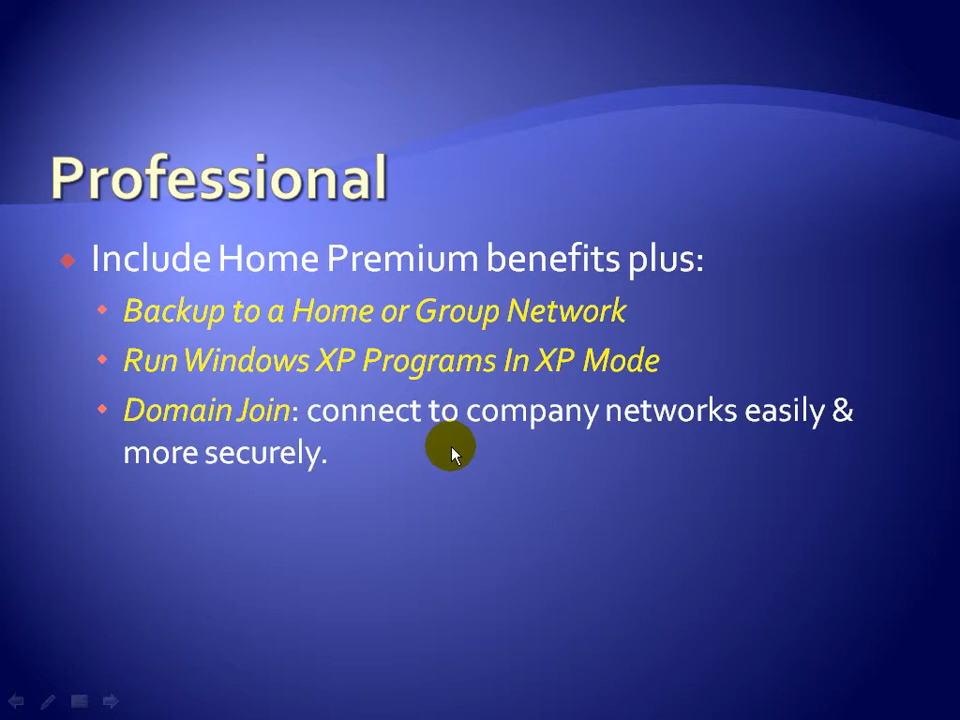 Professional
Include Home Premium benefits plus:
Backup to a Home or Group Network
Run Windows XP Programs In XP Mode
Domain Join: connect to company networks easily &
more securely.